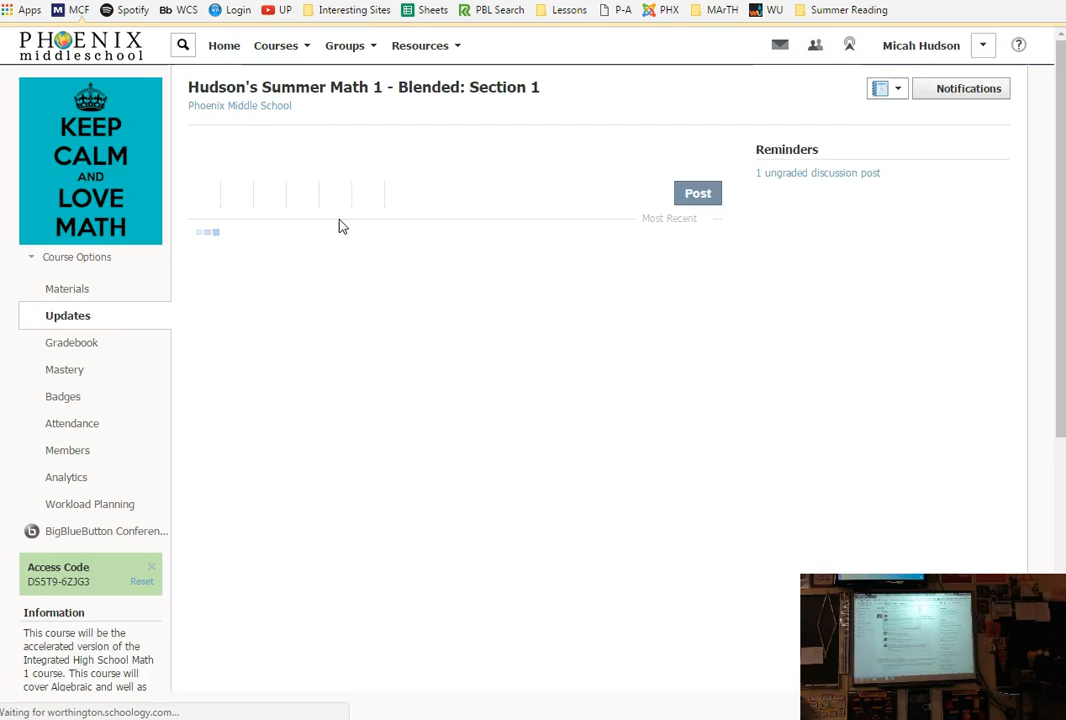 Apps MCF Spotify Bb WCS Login UP Interesting Sites Sheets PBL Search Lessons P-A PHX MArTH WU Summer Reading
PHOENIX
middleschool
Home Courses Groups Resources Micah Hudson ?
KEEP
CALM
AND
LOVE
MATH
Hudson's Summer Math 1 - Blended: Section 1
Phoenix Middle School
Notifications
Reminders
1 ungraded discussion post
Post
Most Recent
Course Options
Materials
Updates
Gradebook
Mastery
Badges
Attendance
Members
Analytics
Workload Planning
b BigBlueButton Conferen...
Access Code
DS5T9-6ZJG3 Reset
Information
This course will be the
accelerated version of the
Integrated High School Math
1 course. This course will
cover Algebraic and well as
Waiting for worthington.schoology.com...